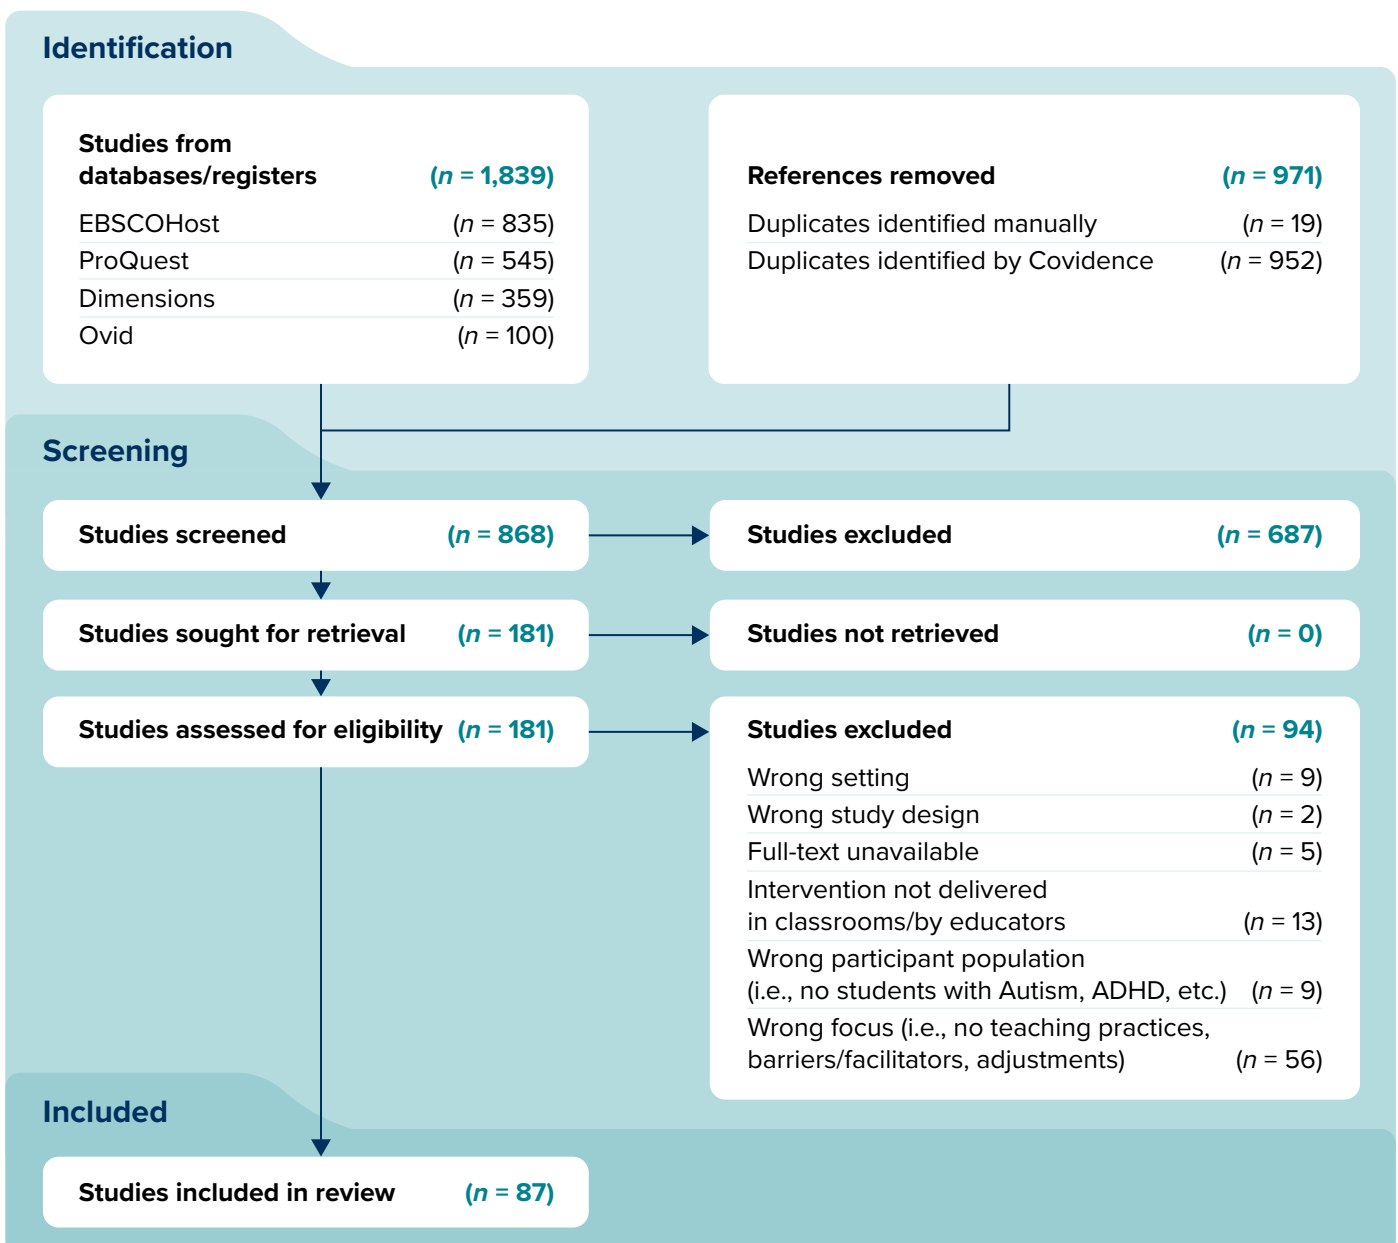 Identification
Studies from
databases/registers (n = 1,839)
EBSCOHost (n = 835)
ProQuest (n = 545)
Dimensions (n = 359)
Ovid (n = 100)
References removed (n = 971)
Duplicates identified manually (n = 19)
Duplicates identified by Covidence (n = 952)
Screening
Studies screened (n = 868)
Studies excluded (n = 687)
Studies sought for retrieval (n = 181)
Studies not retrieved (n = 0)
Studies assessed for eligibility (n = 181)
Studies excluded (n = 94)
Wrong setting (n = 9)
Wrong study design (n = 2)
Full-text unavailable (n = 5)
Intervention not delivered
in classrooms/by educators (n = 13)
Wrong participant population
(i.e., no students with Autism, ADHD, etc.) (n = 9)
Wrong focus (i.e., no teaching practices,
barriers/facilitators, adjustments) (n = 56)
Included
Studies included in review (n = 87)